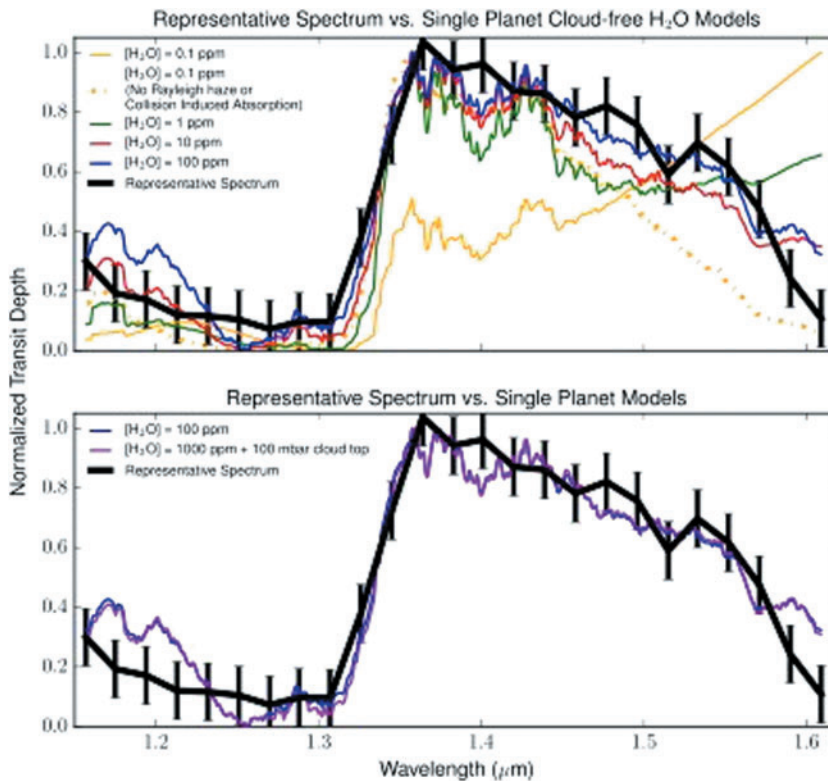 Representative Spectrum vs. Single Planet Cloud-free H₂O Models
1.0
0.8
0.6
0.4
0.2
0.0
[H₂O] = 0.1 ppm
[H₂O] = 0.1 ppm
(No Rayleigh haze or
Collision Induced Absorption)
[H₂O] = 1 ppm
[H₂O] = 10 ppm
[H₂O] = 100 ppm
Representative Spectrum
Normalized Transit Depth
Representative Spectrum vs. Single Planet Models
1.0
0.8
0.6
0.4
0.2
0.0
[H₂O] = 100 ppm
[H₂O] = 1000 ppm + 100 mbar cloud top
Representative Spectrum
1.2
1.3
1.4
1.5
1.6
Wavelength (μm)